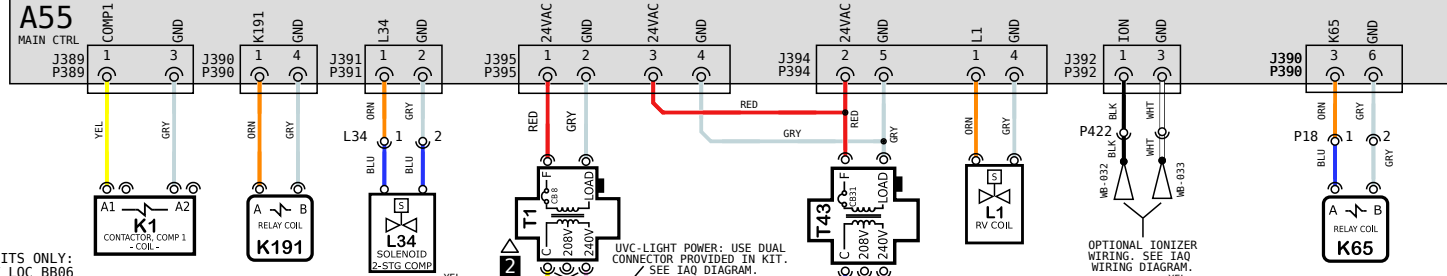 A55
MAIN CTRL
COMP1 GND K191 GND L34 GND 24VAC GND 24VAC GND 24VAC GND L1 GND ION GND K65 GND
J389 1 3 J390 1 4 J391 1 2 J395 1 2 3 4 J394 2 5 1 4 J392 1 3 J390 3 6
P389 P390 P391 P395 P394 P392 P390
YEL GRY ORN GRY ORN GRY RED GRY RED GRY RED GRY ORN GRY BLK WHT ORN GRY
L34 1 2 P422 P18 1 2
BLU BLU BLK WHT BLU GRY
WB-032 WB-033
A1 A2
K1
CONTACTOR, COMP 1
- COIL -
A B
RELAY COIL
K191
S
L34
SOLENOID
2-STG COMP
F LOAD
CB8
T1
C 208V 240V
2
UVC-LIGHT POWER: USE DUAL
CONNECTOR PROVIDED IN KIT.
SEE IAQ DIAGRAM.
F LOAD
CB31
T43
C 208V 240V
S
L1
RV COIL
OPTIONAL IONIZER
WIRING. SEE IAQ
WIRING DIAGRAM.
A B
RELAY COIL
K65
ITS ONLY:
LOC BB06